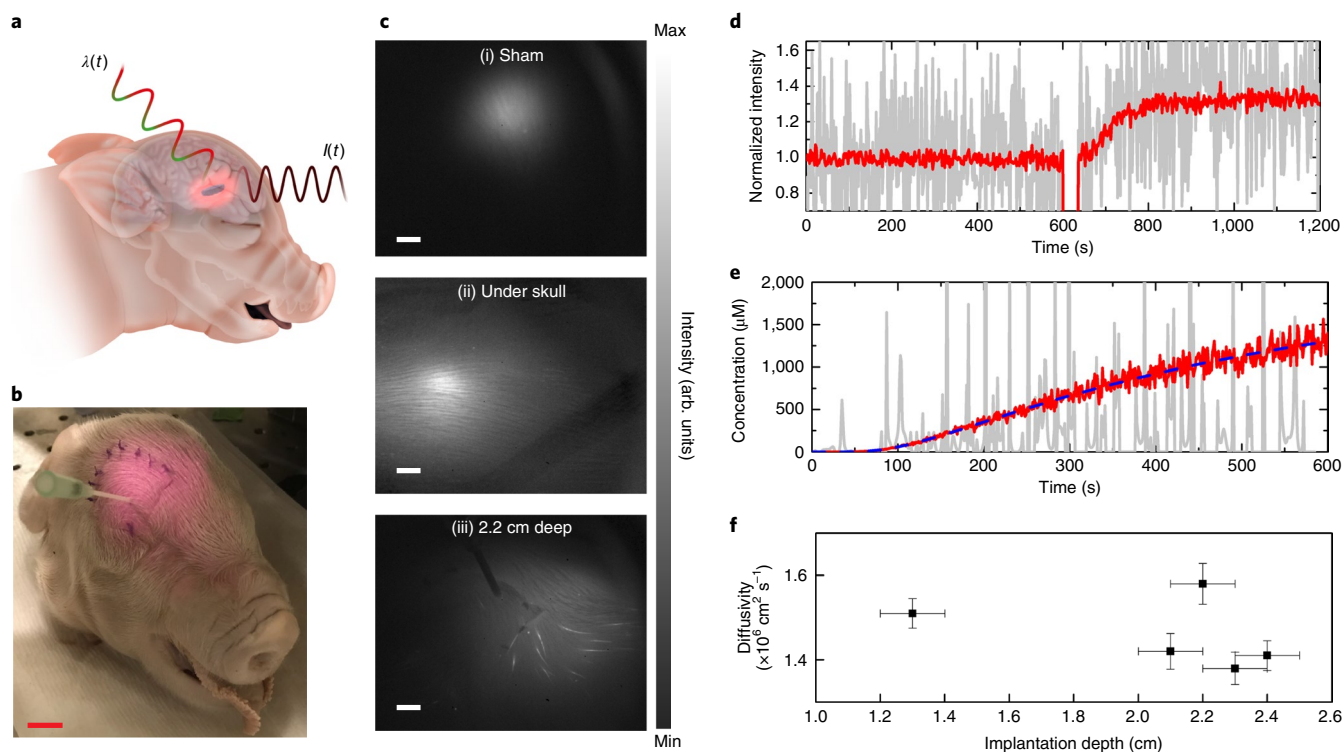 a
λ(t)
I(t)
b
c
Max
(i) Sham
(ii) Under skull
(iii) 2.2 cm deep
Intensity (arb. units)
Min
d
1.6
1.4
1.2
1.0
0.8
Normalized intensity
0 200 400 600 800 1,000 1,200
Time (s)
e
2,000
1,500
1,000
500
0
Concentration (μM)
0 100 200 300 400 500 600
Time (s)
f
1.6
1.4
Diffusivity
(×10⁶ cm² s⁻¹)
1.0 1.2 1.4 1.6 1.8 2.0 2.2 2.4 2.6
Implantation depth (cm)